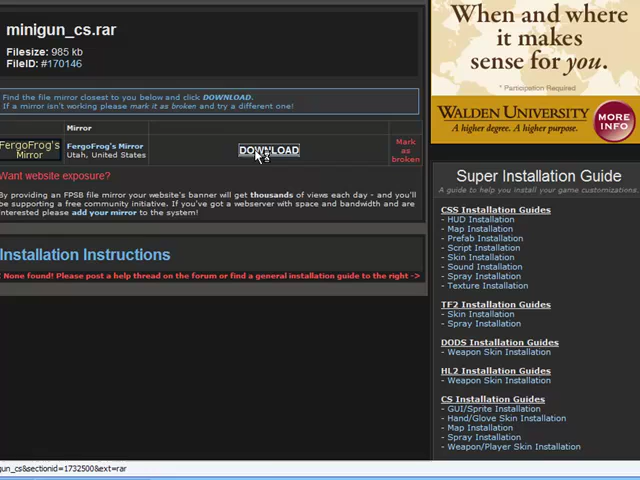 minigun_cs.rar
Filesize: 985 kb
FileID: #170146
Find the file mirror closest to you below and click DOWNLOAD.
If a mirror isn't working please mark it as broken and try a different one!
Mirror
FergoFrog's
Mirror
FergoFrog's Mirror
Utah, United States
DOWNLOAD
Mark
as
broken
Want website exposure?
By providing an FPSB file mirror your website's banner will get thousands of views each day - and you'll
be supporting a free community initiative. If you've got a webserver with space and bandwidth and are
interested please add your mirror to the system!
Installation Instructions
None found! Please post a help thread on the forum or find a general installation guide to the right ->
When and where
it makes
sense for you.
* Participation Required
WALDEN UNIVERSITY
A higher degree. A higher purpose.
MORE
INFO
Super Installation Guide
A guide to help you install your game customizations.
CSS Installation Guides
- HUD Installation
- Map Installation
- Prefab Installation
- Script Installation
- Skin Installation
- Sound Installation
- Spray Installation
- Texture Installation
TF2 Installation Guides
- Skin Installation
- Spray Installation
DODS Installation Guides
- Weapon Skin Installation
HL2 Installation Guides
- Weapon Skin Installation
CS Installation Guides
- GUI/Sprite Installation
- Hand/Glove Skin Installation
- Map Installation
- Spray Installation
- Weapon/Player Skin Installation
gun_cs&sectionid=1732500&ext=rar